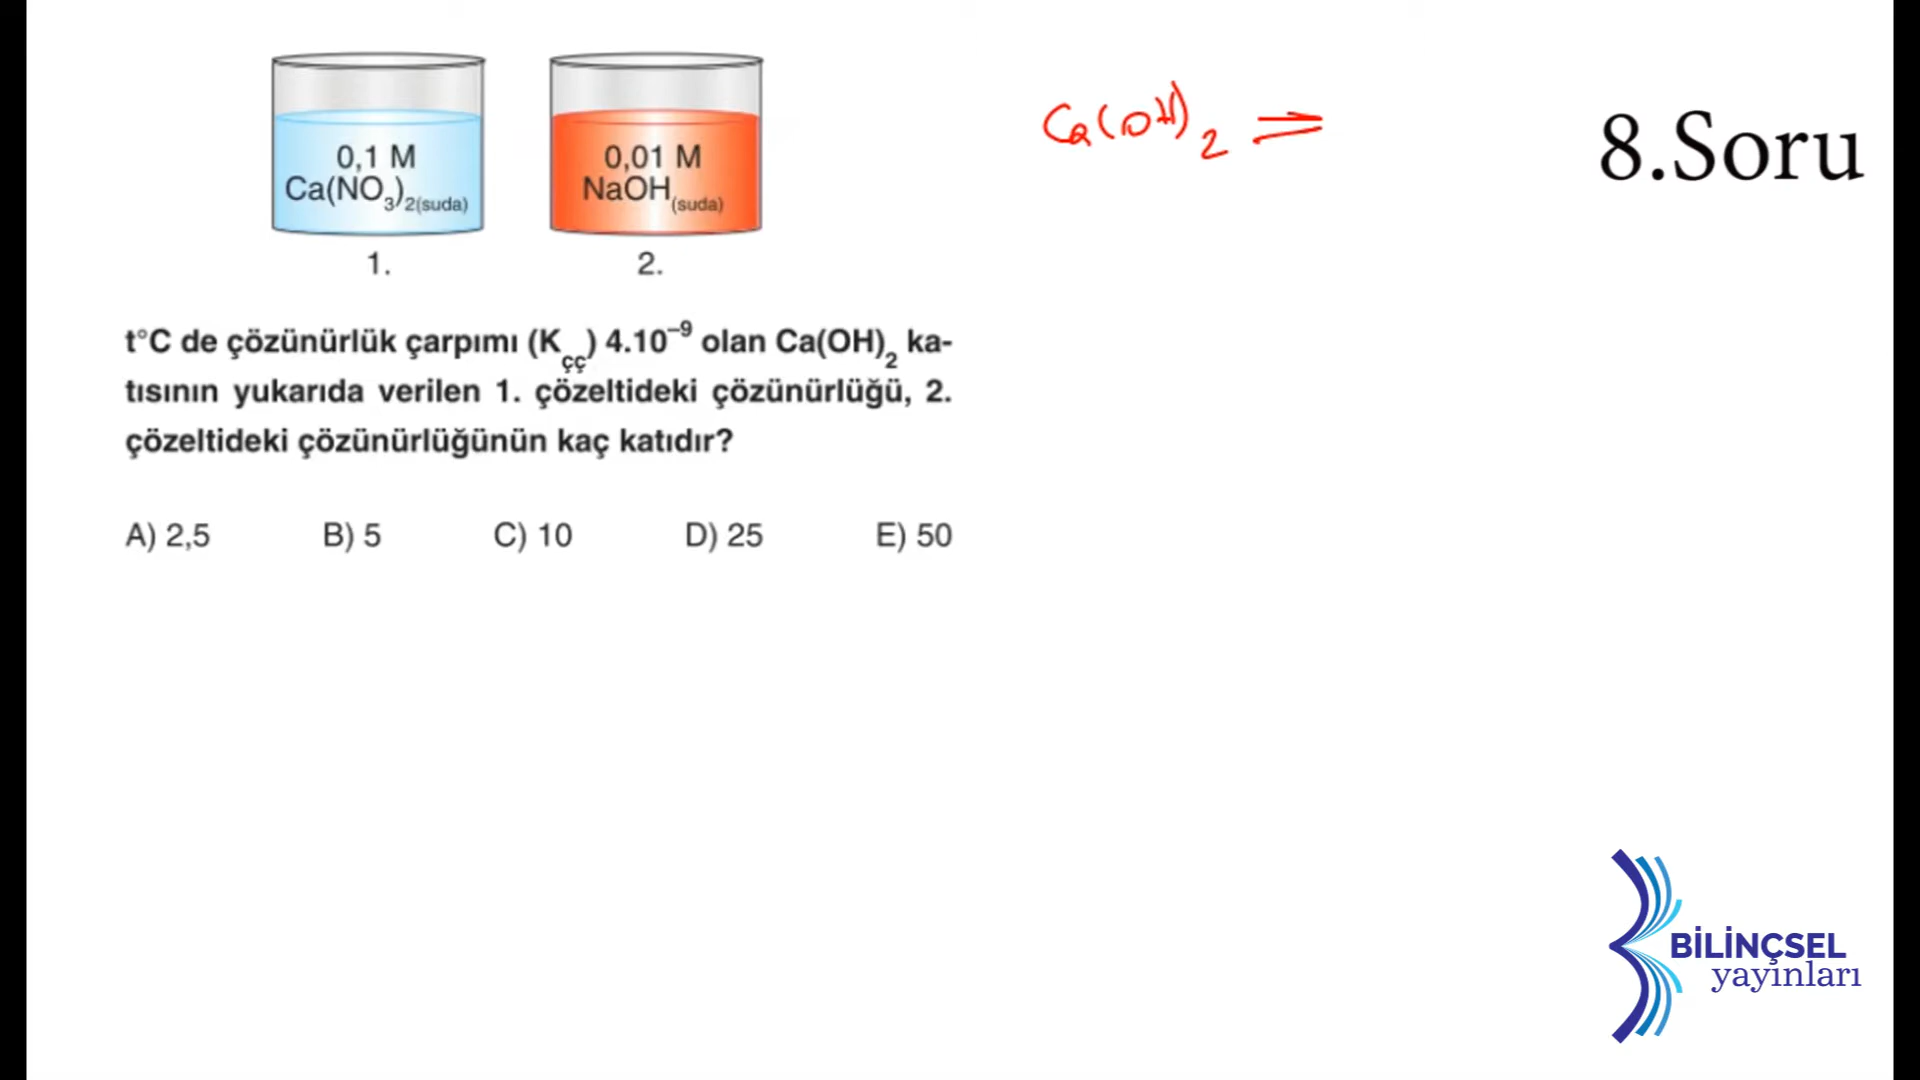 0,1 M
Ca(NO3)2(suda)
1.
0,01 M
NaOH(suda)
2.
Ca(OH)2 ⇌
8.Soru
t°C de çözünürlük çarpımı (Kçç) 4.10–9 olan Ca(OH)2 ka-
tısının yukarıda verilen 1. çözeltideki çözünürlüğü, 2.
çözeltideki çözünürlüğünün kaç katıdır?
A) 2,5 B) 5 C) 10 D) 25 E) 50
BİLİNÇSEL
yayınları